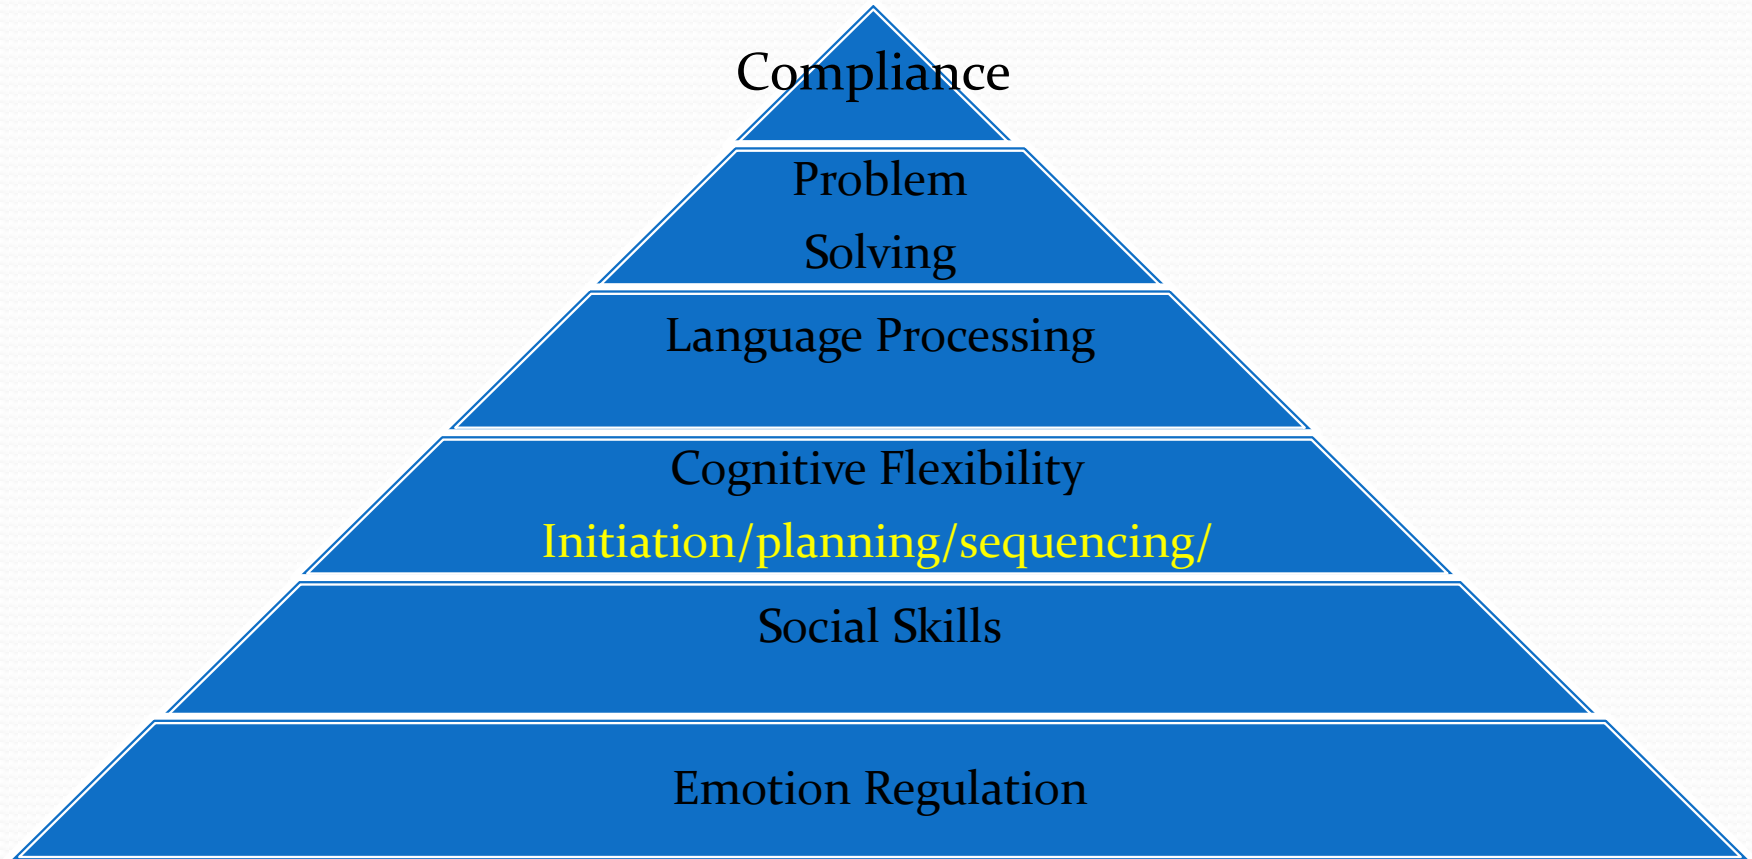 Compliance
Problem
Solving
Language Processing
Cognitive Flexibility
Initiation/planning/sequencing/
Social Skills
Emotion Regulation